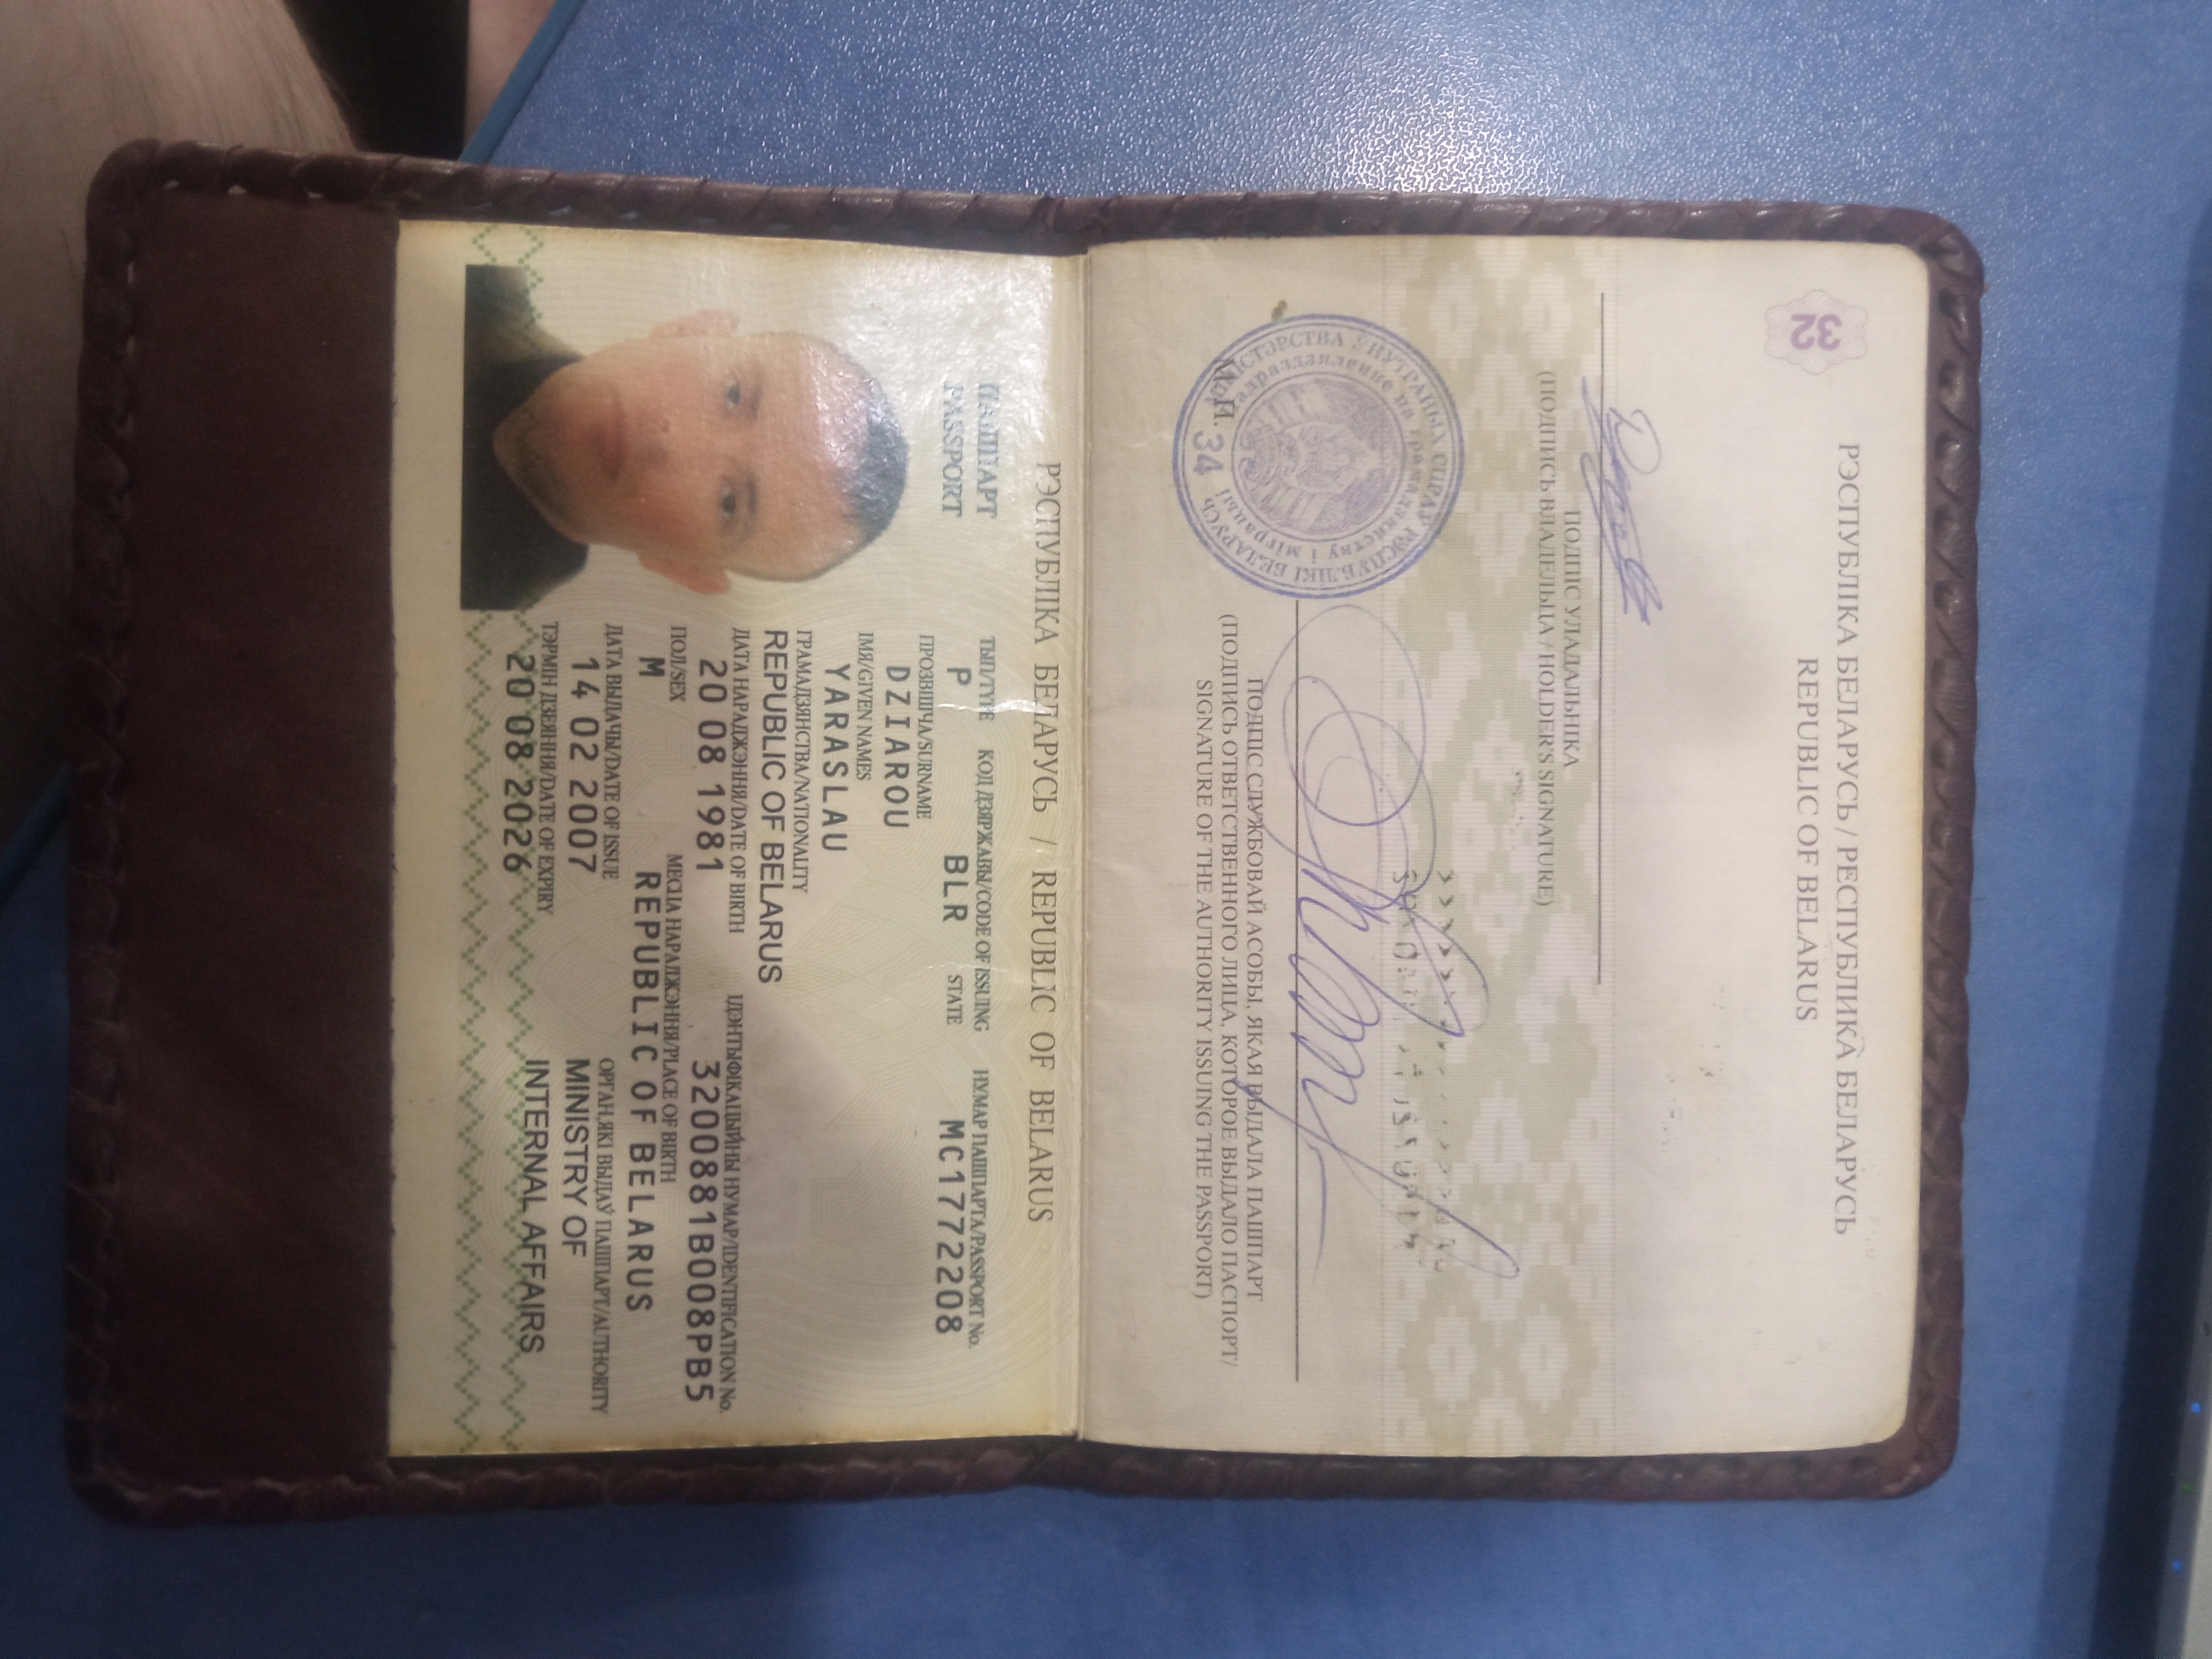 32
РЭСПУБЛІКА БЕЛАРУСЬ / РЕСПУБЛИКА БЕЛАРУСЬ
REPUBLIC OF BELARUS
ПОДПІС УЛАДАЛЬНІКА
(ПОДПИСЬ ВЛАДЕЛЬЦА / HOLDER'S SIGNATURE)
МІНІСТЭРСТВА ЎНУТРАНЫХ СПРАЎ РЭСПУБЛІКІ БЕЛАРУСЬ
па грамадзянству і міграцыі
34
М.П.
ПОДПІС СЛУЖБОВАЙ АСОБЫ, ЯКАЯ ВЫДАЛА ПАШПАРТ
(ПОДПИСЬ ОТВЕТСТВЕННОГО ЛИЦА, КОТОРОЕ ВЫДАЛО ПАСПОРТ/
SIGNATURE OF THE AUTHORITY ISSUING THE PASSPORT)
РЭСПУБЛІКА БЕЛАРУСЬ / REPUBLIC OF BELARUS
ПАШПАРТ
PASSPORT
ТЫП/TYPE КОД ДЗЯРЖАВЫ/CODE OF ISSUING STATE НУМАР ПАШПАРТА/PASSPORT No.
P BLR MC1772208
ПРОЗВІШЧА/SURNAME
DZIAROU
ІМЯ/GIVEN NAMES
YARASLAU
ГРАМАДЗЯНСТВА/NATIONALITY
REPUBLIC OF BELARUS
ДАТА НАРАДЖЭННЯ/DATE OF BIRTH ІДЭНТЫФІКАЦЫЙНЫ НУМАР/IDENTIFICATION No.
20 08 1981 3200881B008PB5
ПОЛ/SEX МЕСЦА НАРАДЖЭННЯ/PLACE OF BIRTH
M REPUBLIC OF BELARUS
ДАТА ВЫДАЧЫ/DATE OF ISSUE ОРГАН, ЯКІ ВЫДАЎ ПАШПАРТ/AUTHORITY
14 02 2007 MINISTRY OF
ТЭРМІН ДЗЕЯННЯ/DATE OF EXPIRY
20 08 2026 INTERNAL AFFAIRS